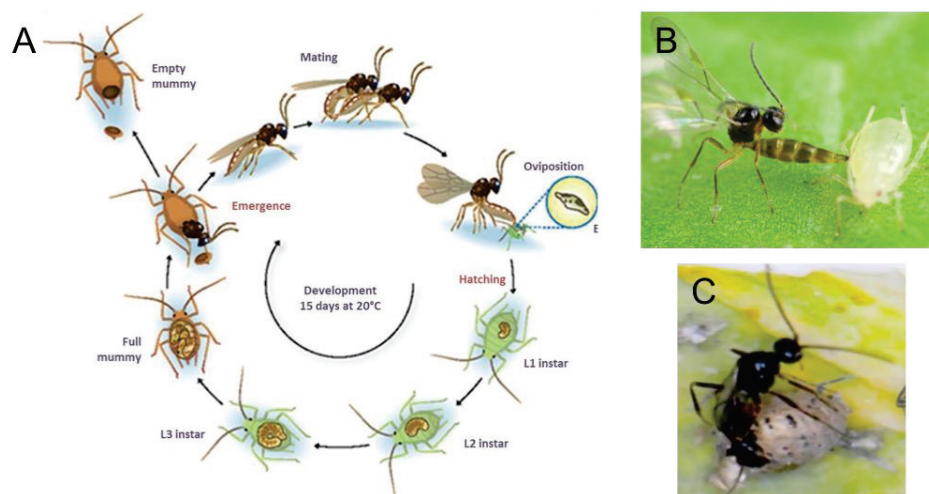 A
B
C
Empty
mummy
Mating
Oviposition
E
Emergence
Hatching
Development
15 days at 20°C
Full
mummy
L1 instar
L3 instar
L2 instar